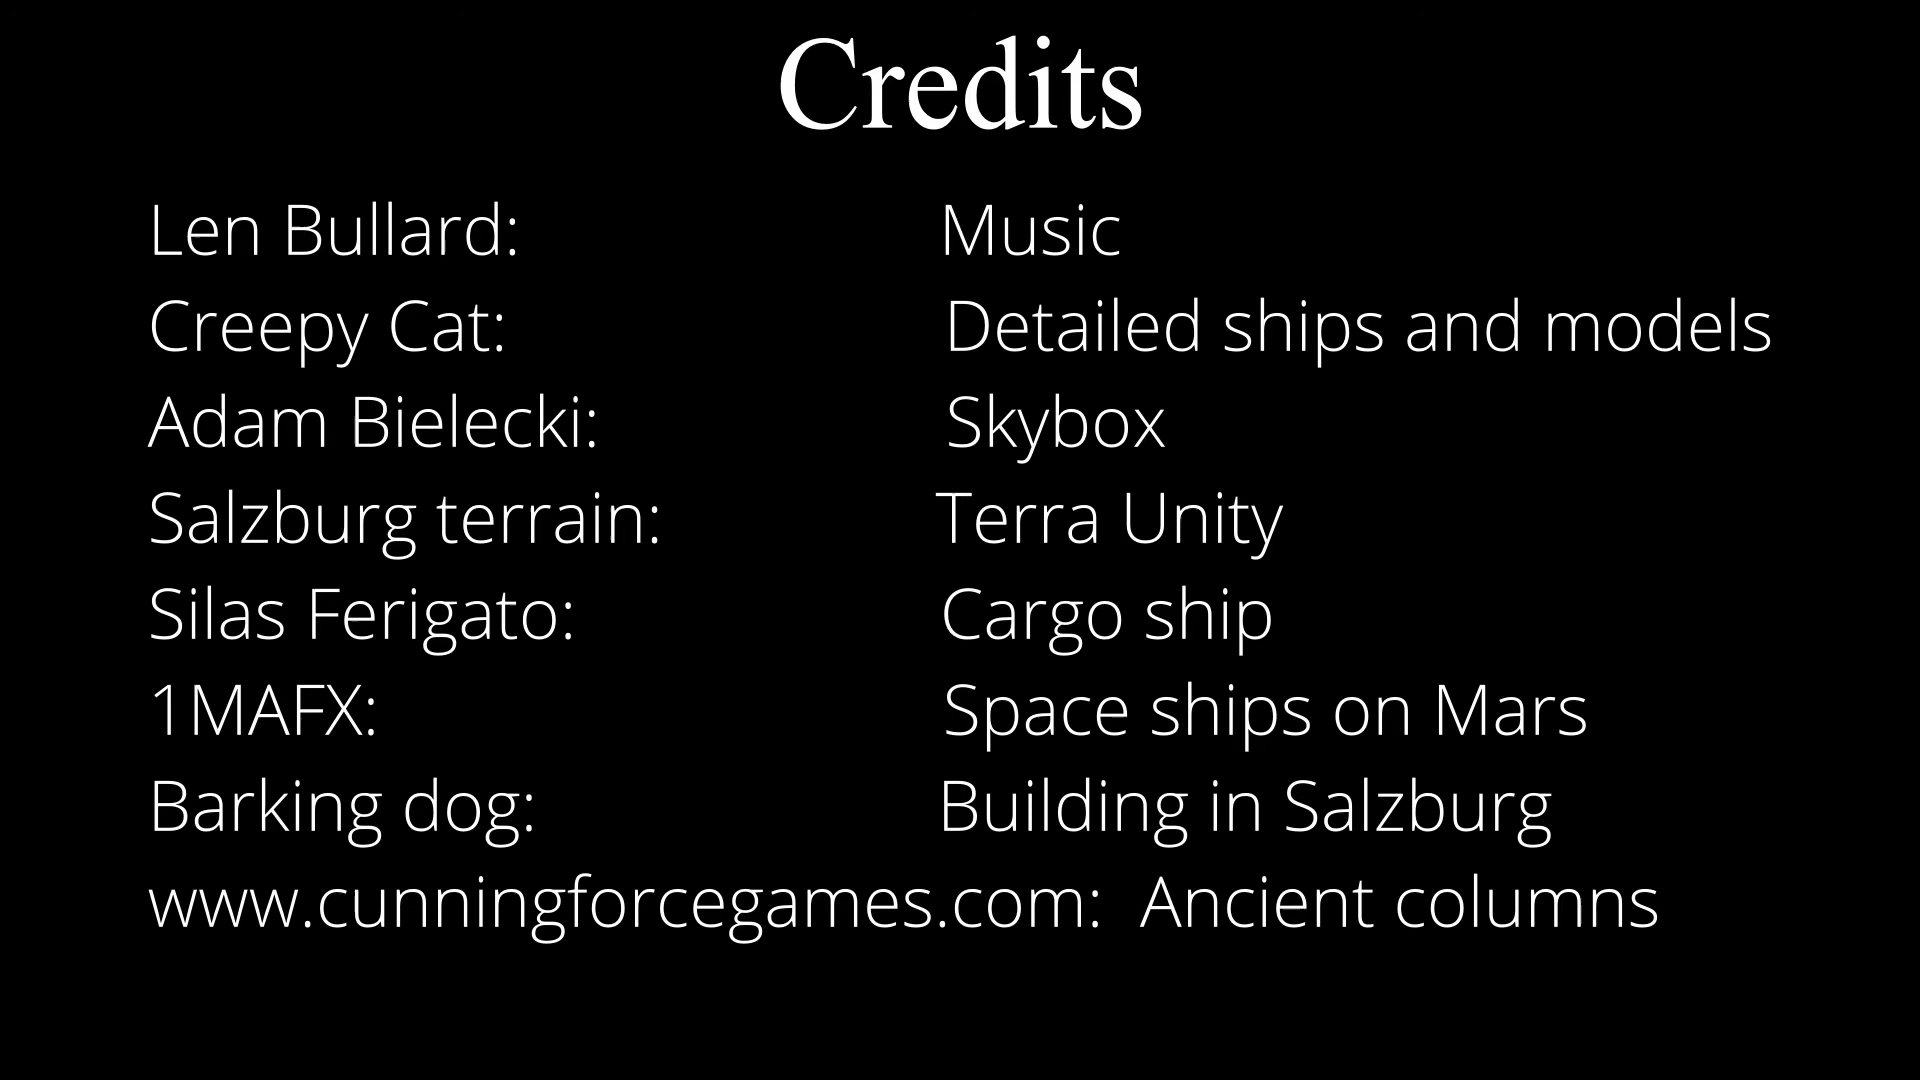 Credits
Len Bullard: Music
Creepy Cat: Detailed ships and models
Adam Bielecki: Skybox
Salzburg terrain: Terra Unity
Silas Ferigato: Cargo ship
1MAFX: Space ships on Mars
Barking dog: Building in Salzburg
www.cunningforcegames.com: Ancient columns